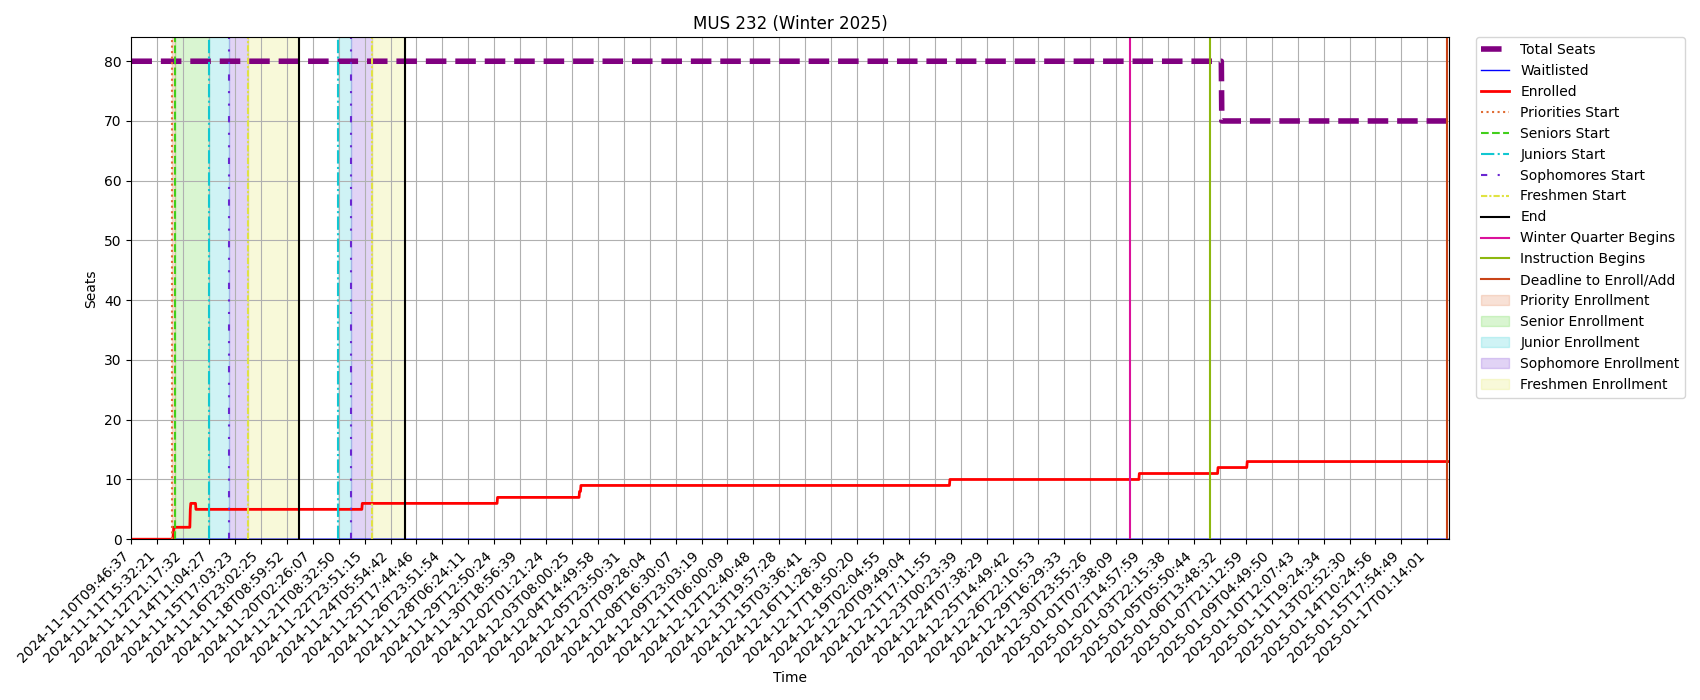 MUS 232 (Winter 2025)
Seats
80
70
60
50
40
30
20
10
0
2024-11-10T09:46:37
2024-11-11T15:32:21
2024-11-12T21:17:32
2024-11-14T11:04:27
2024-11-15T17:03:23
2024-11-16T23:02:25
2024-11-18T08:59:52
2024-11-20T02:26:07
2024-11-21T08:32:50
2024-11-22T23:51:15
2024-11-24T05:54:42
2024-11-25T17:44:46
2024-11-26T23:51:54
2024-11-28T06:24:11
2024-11-29T12:50:24
2024-11-30T18:56:39
2024-12-02T01:21:24
2024-12-03T08:00:25
2024-12-04T14:49:58
2024-12-05T23:50:31
2024-12-07T09:28:04
2024-12-08T16:30:07
2024-12-09T23:03:19
2024-12-11T06:00:09
2024-12-12T12:40:48
2024-12-13T19:57:28
2024-12-15T03:36:41
2024-12-16T11:28:30
2024-12-17T18:50:20
2024-12-19T02:04:55
2024-12-20T09:49:04
2024-12-21T17:11:55
2024-12-23T00:23:39
2024-12-24T07:38:29
2024-12-25T14:49:42
2024-12-26T22:10:53
2024-12-29T16:29:33
2024-12-30T23:55:26
2025-01-01T07:38:09
2025-01-02T14:57:59
2025-01-03T22:15:38
2025-01-05T05:50:44
2025-01-06T13:48:32
2025-01-07T21:12:59
2025-01-09T04:49:50
2025-01-10T12:07:43
2025-01-11T19:24:34
2025-01-13T02:52:30
2025-01-14T10:24:56
2025-01-15T17:54:49
2025-01-17T01:14:01
Time
Total Seats
Waitlisted
Enrolled
Priorities Start
Seniors Start
Juniors Start
Sophomores Start
Freshmen Start
End
Winter Quarter Begins
Instruction Begins
Deadline to Enroll/Add
Priority Enrollment
Senior Enrollment
Junior Enrollment
Sophomore Enrollment
Freshmen Enrollment